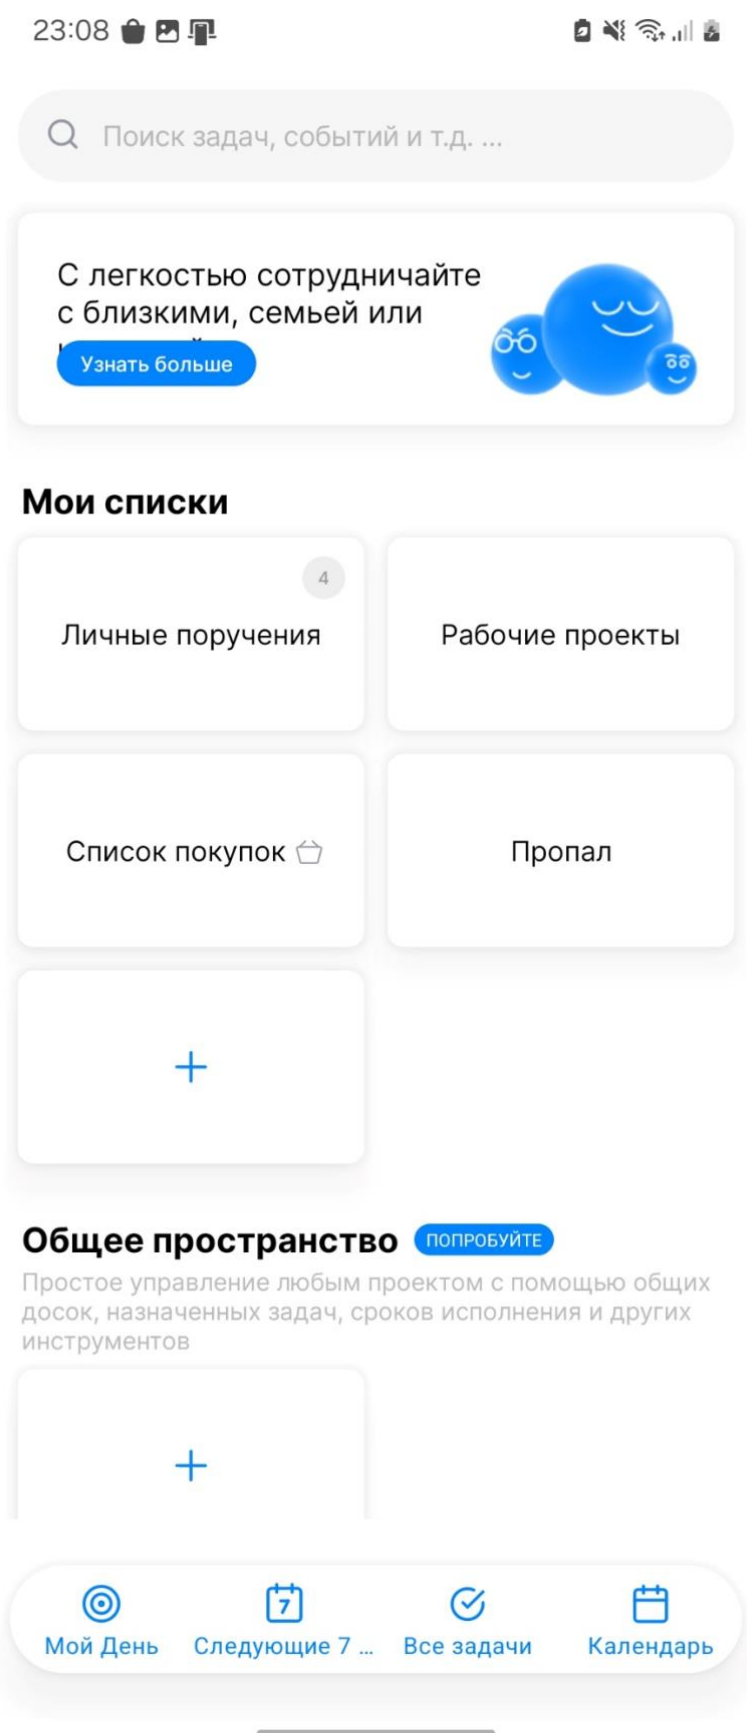 23:08
Поиск задач, событий и т.д. ...
С легкостью сотрудничайте
с близкими, семьей или
Узнать больше
Мои списки
4
Личные поручения
Рабочие проекты
Список покупок
Пропал
Общее пространство ПОПРОБУЙТЕ
Простое управление любым проектом с помощью общих
досок, назначенных задач, сроков исполнения и других
инструментов
7
Мой День
Следующие 7 ...
Все задачи
Календарь